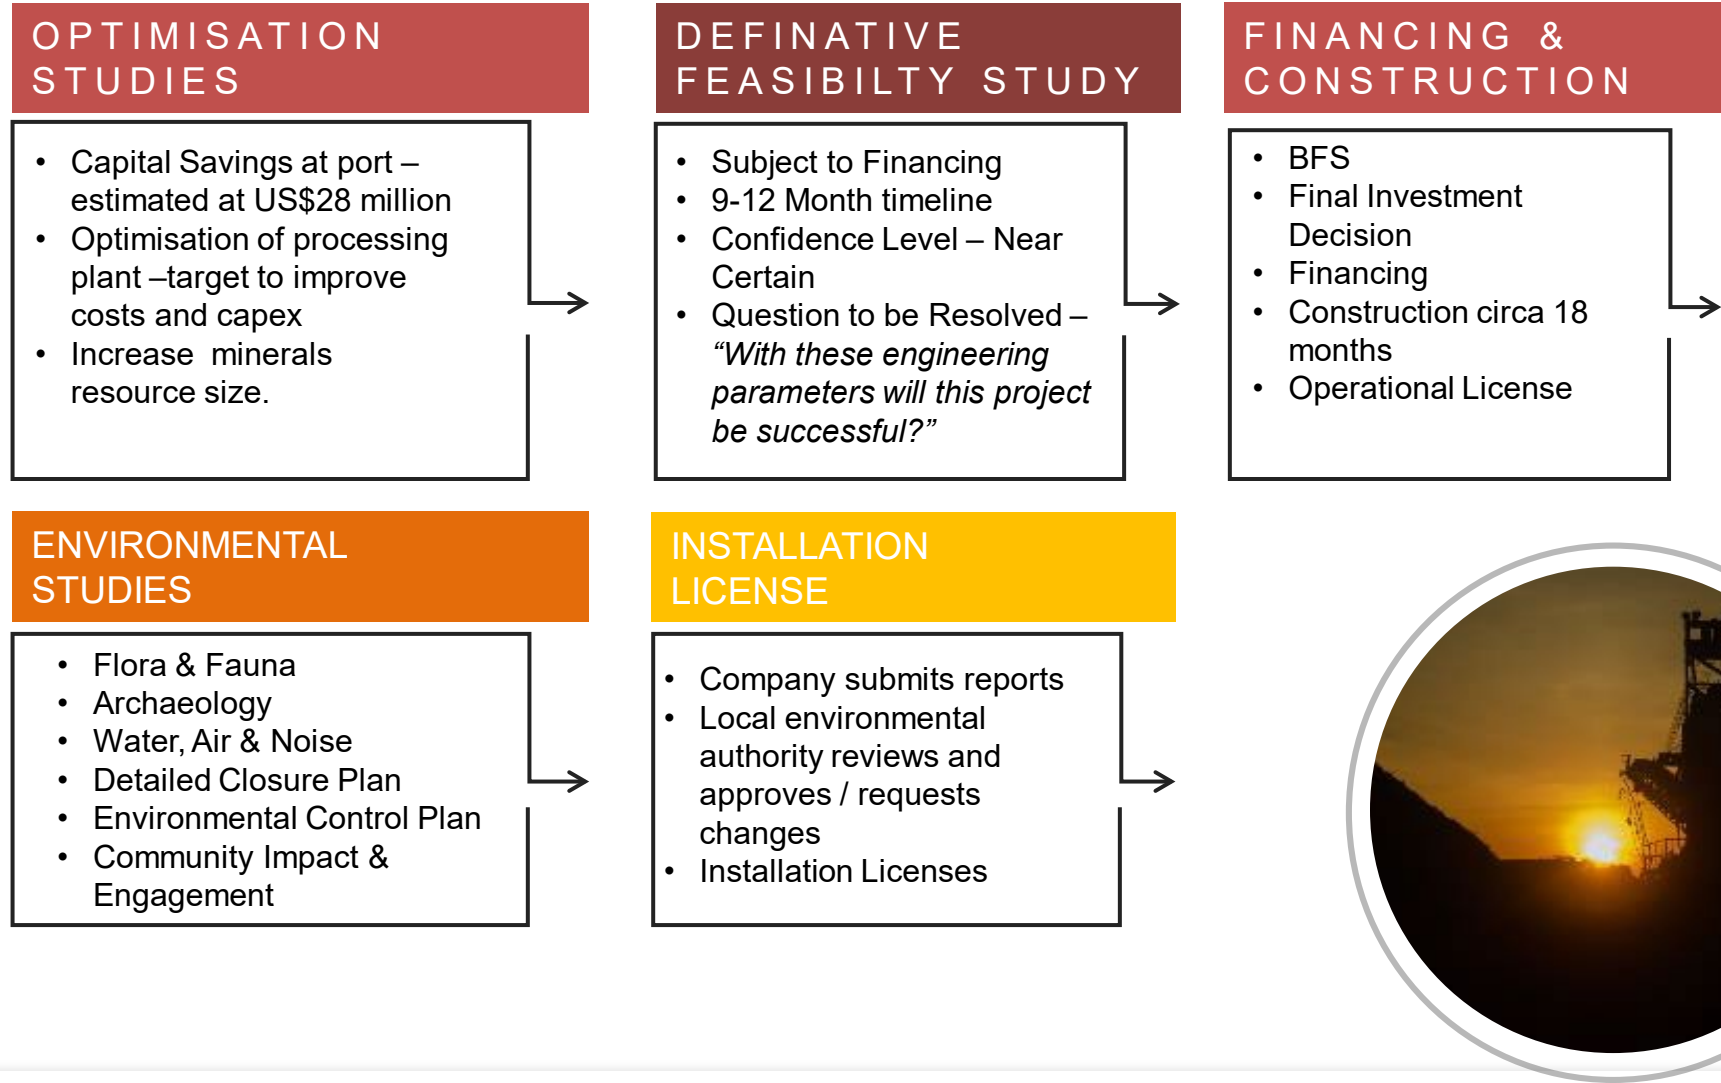 OPTIMISATION
STUDIES
• Capital Savings at port –
estimated at US$28 million
• Optimisation of processing
plant –target to improve
costs and capex
• Increase minerals
resource size.
DEFINATIVE
FEASIBILTY STUDY
• Subject to Financing
• 9-12 Month timeline
• Confidence Level – Near
Certain
• Question to be Resolved –
“With these engineering
parameters will this project
be successful?”
FINANCING &
CONSTRUCTION
• BFS
• Final Investment
Decision
• Financing
• Construction circa 18
months
• Operational License
ENVIRONMENTAL
STUDIES
• Flora & Fauna
• Archaeology
• Water, Air & Noise
• Detailed Closure Plan
• Environmental Control Plan
• Community Impact &
Engagement
INSTALLATION
LICENSE
• Company submits reports
• Local environmental
authority reviews and
approves / requests
changes
• Installation Licenses